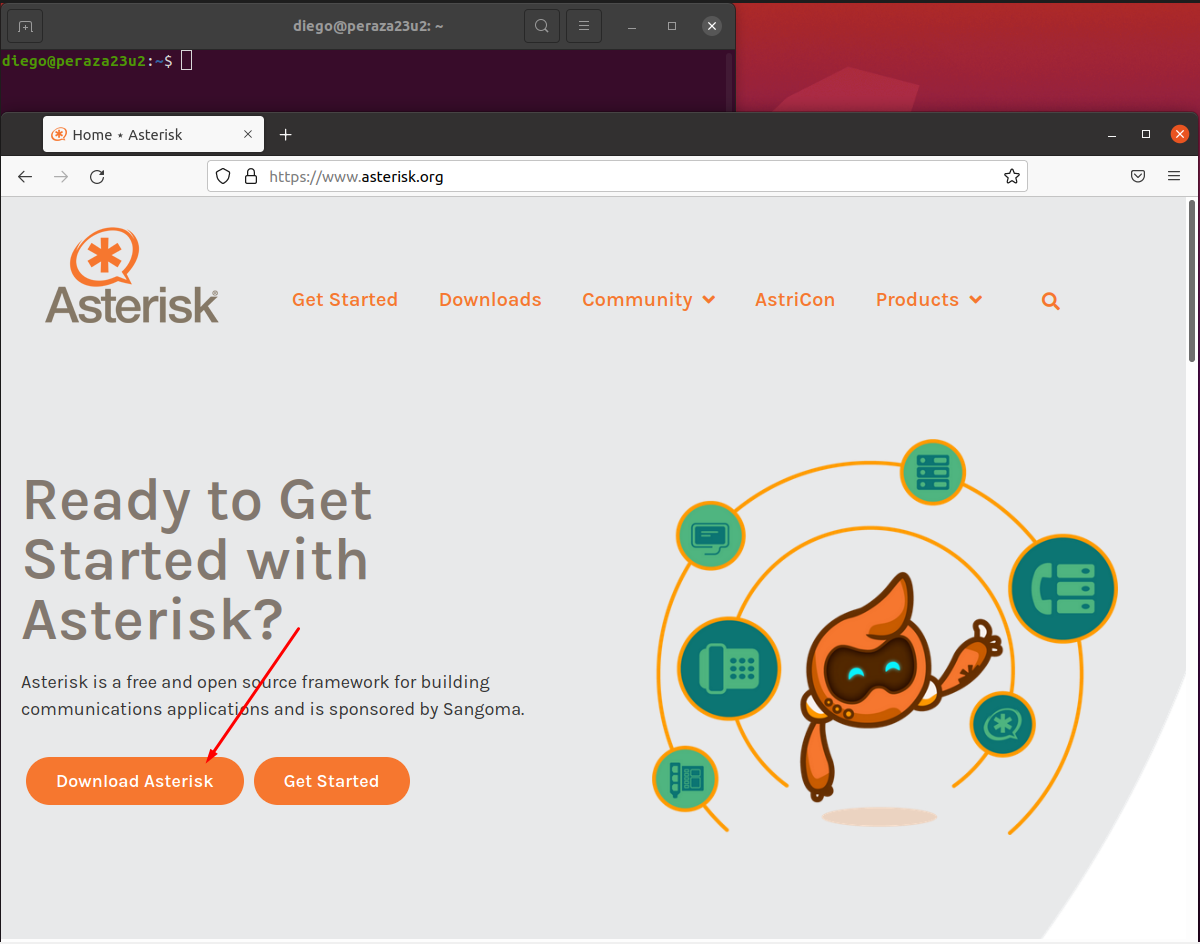 diego@peraza23u2: ~
diego@peraza23u2:~$
Home ⋆ Asterisk
https://www.asterisk.org
Asterisk®
Get Started Downloads Community AstriCon Products
Ready to Get
Started with
Asterisk?
Asterisk is a free and open source framework for building
communications applications and is sponsored by Sangoma.
Download Asterisk Get Started